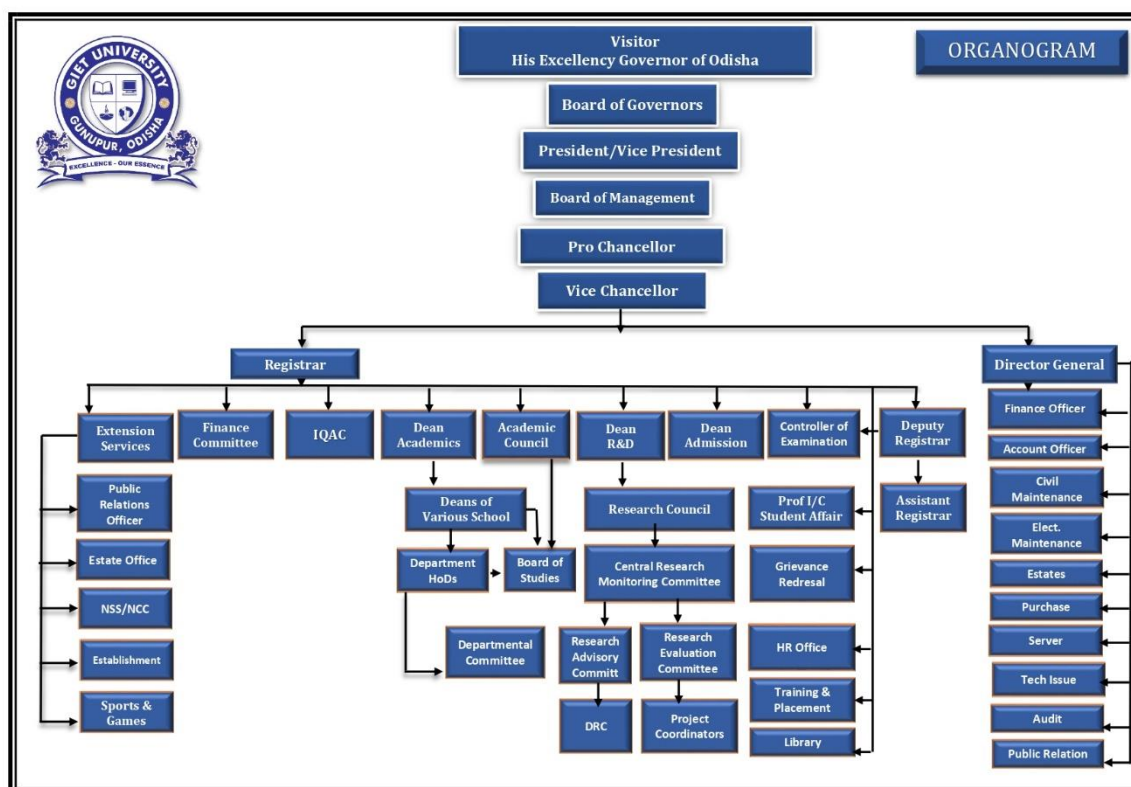 GIET UNIVERSITY
GUNUPUR, ODISHA
EXCELLENCE - OUR ESSENCE
Visitor
His Excellency Governor of Odisha
ORGANOGRAM
Board of Governors
President/Vice President
Board of Management
Pro Chancellor
Vice Chancellor
Registrar
Director General
Extension
Services
Finance
Committee
IQAC
Dean
Academics
Academic
Council
Dean
R&D
Dean
Admission
Controller of
Examination
Deputy
Registrar
Finance Officer
Account Officer
Public
Relations
Officer
Deans of
Various School
Research Council
Prof I/C
Student Affair
Assistant
Registrar
Civil
Maintenance
Elect.
Maintenance
Estate Office
Department
HoDs
Board of
Studies
Central Research
Monitoring Committee
Grievance
Redresal
Estates
NSS/NCC
Purchase
Departmental
Committee
Research
Advisory
Committ
Research
Evaluation
Committee
HR Office
Server
Establishment
Tech Issue
Sports &
Games
DRC
Project
Coordinators
Training &
Placement
Audit
Library
Public Relation